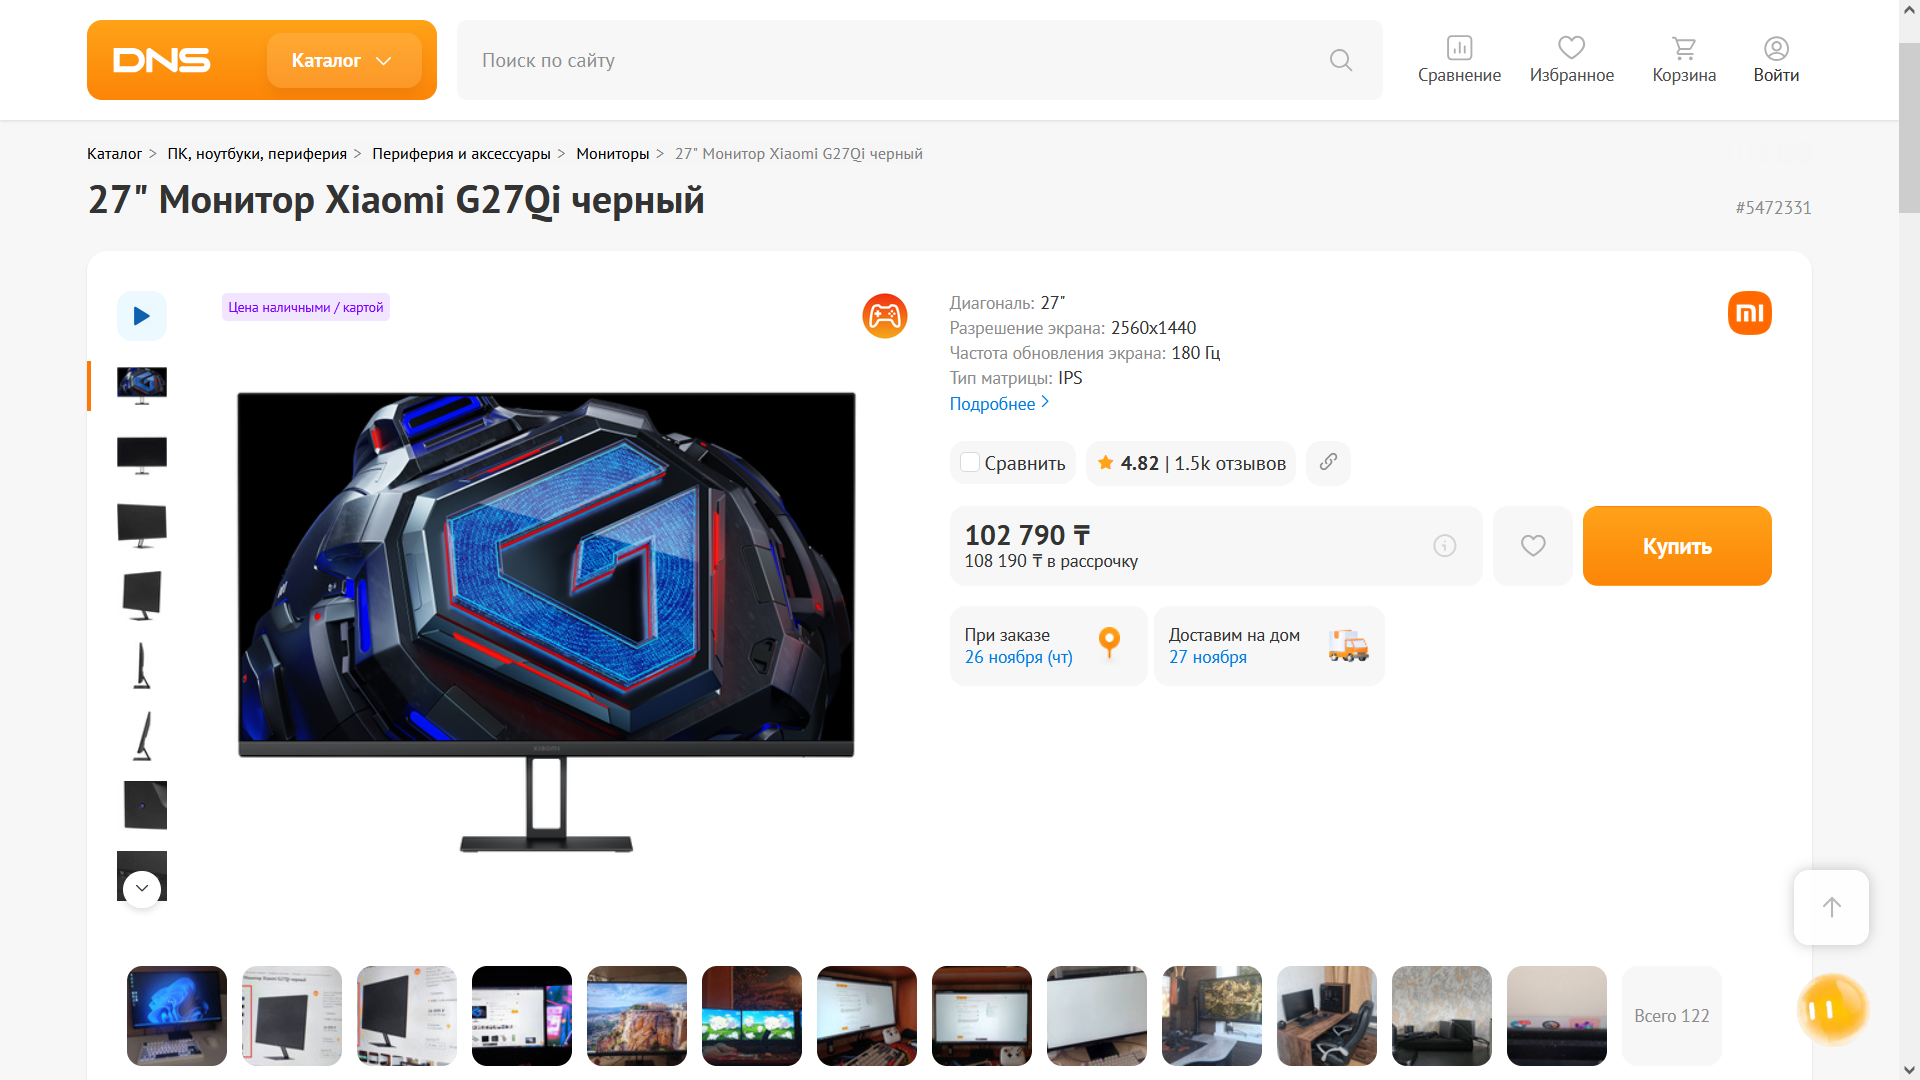 DNS
Каталог
Поиск по сайту
Сравнение
Избранное
Корзина
Войти
Каталог > ПК, ноутбуки, периферия > Периферия и аксессуары > Мониторы > 27" Монитор Xiaomi G27Qi черный
27" Монитор Xiaomi G27Qi черный
#5472331
Цена наличными / картой
Диагональ: 27"
Разрешение экрана: 2560x1440
Частота обновления экрана: 180 Гц
Тип матрицы: IPS
Подробнее
mi
Сравнить
4.82 | 1.5k отзывов
102 790 ₸
108 190 ₸ в рассрочку
Купить
При заказе
26 ноября (чт)
Доставим на дом
27 ноября
xiaomi
Всего 122